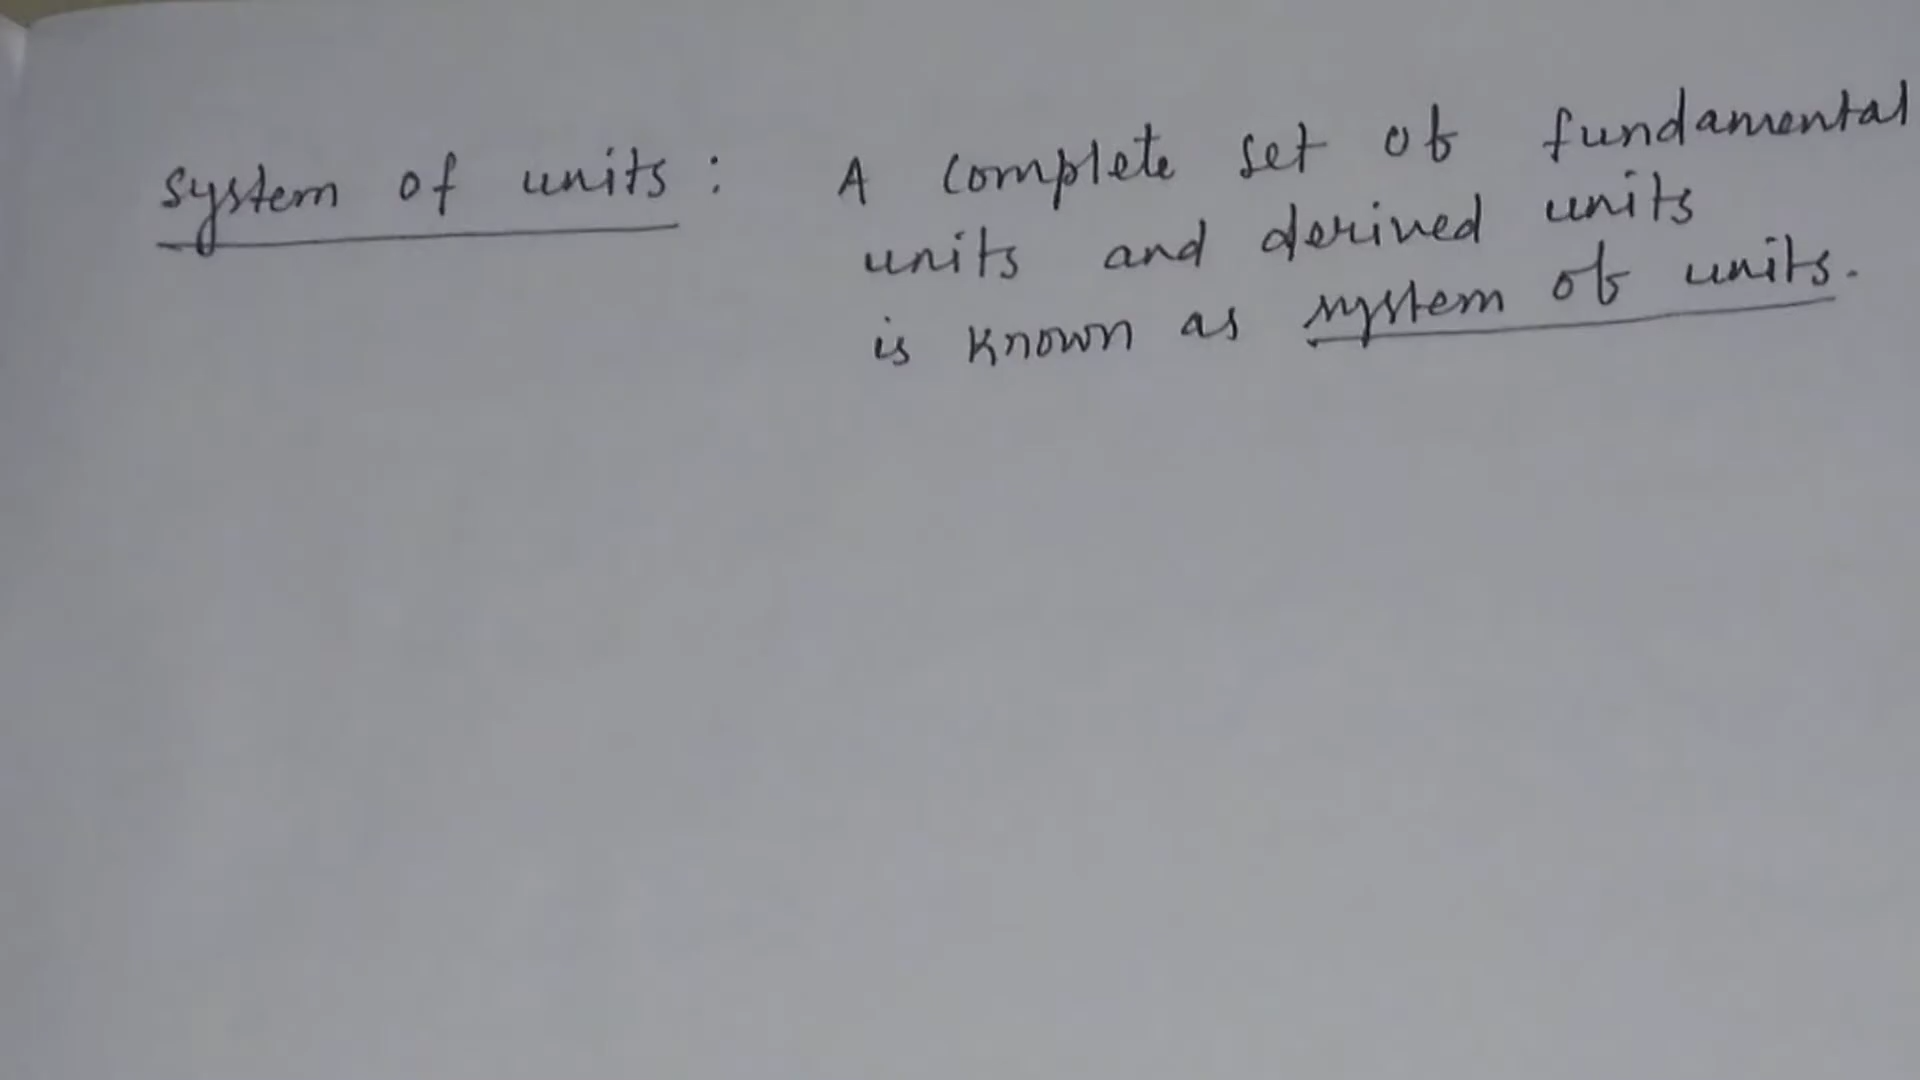 system of units : A complete set of fundamental
units and derived units
is known as system of units.